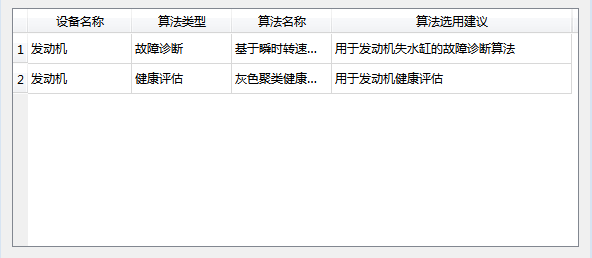 设备名称 算法类型 算法名称 算法选用建议
1 发动机 故障诊断 基于瞬时转速... 用于发动机失水缸的故障诊断算法
2 发动机 健康评估 灰色聚类健康... 用于发动机健康评估